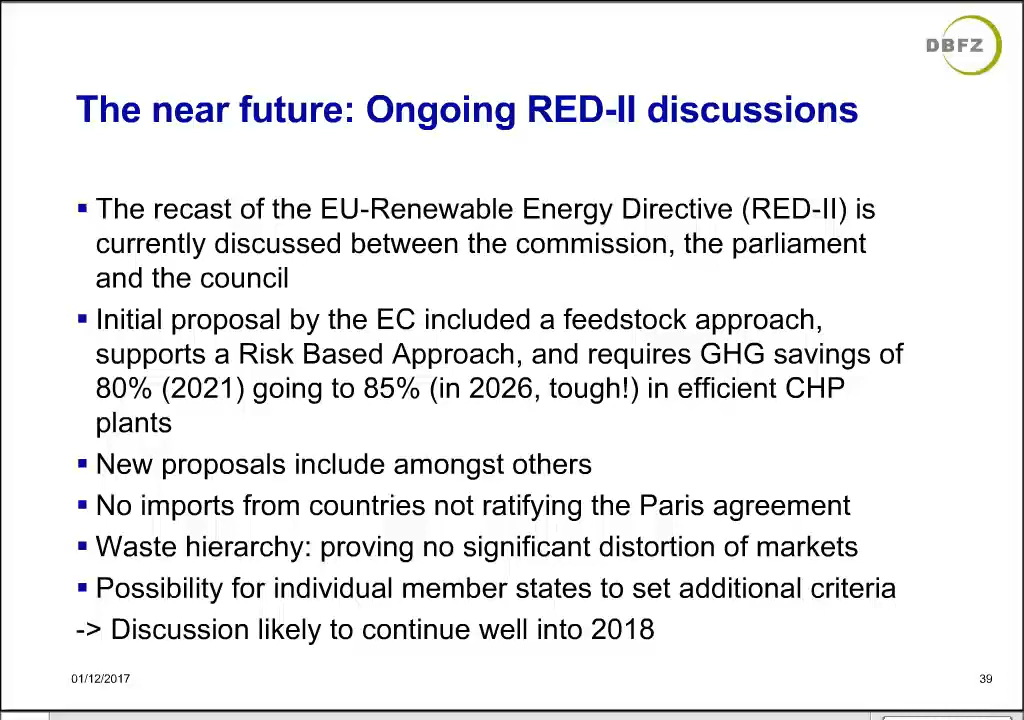 DBFZ
The near future: Ongoing RED-II discussions
▪ The recast of the EU-Renewable Energy Directive (RED-II) is
currently discussed between the commission, the parliament
and the council
▪ Initial proposal by the EC included a feedstock approach,
supports a Risk Based Approach, and requires GHG savings of
80% (2021) going to 85% (in 2026, tough!) in efficient CHP
plants
▪ New proposals include amongst others
▪ No imports from countries not ratifying the Paris agreement
▪ Waste hierarchy: proving no significant distortion of markets
▪ Possibility for individual member states to set additional criteria
-> Discussion likely to continue well into 2018
01/12/2017
39